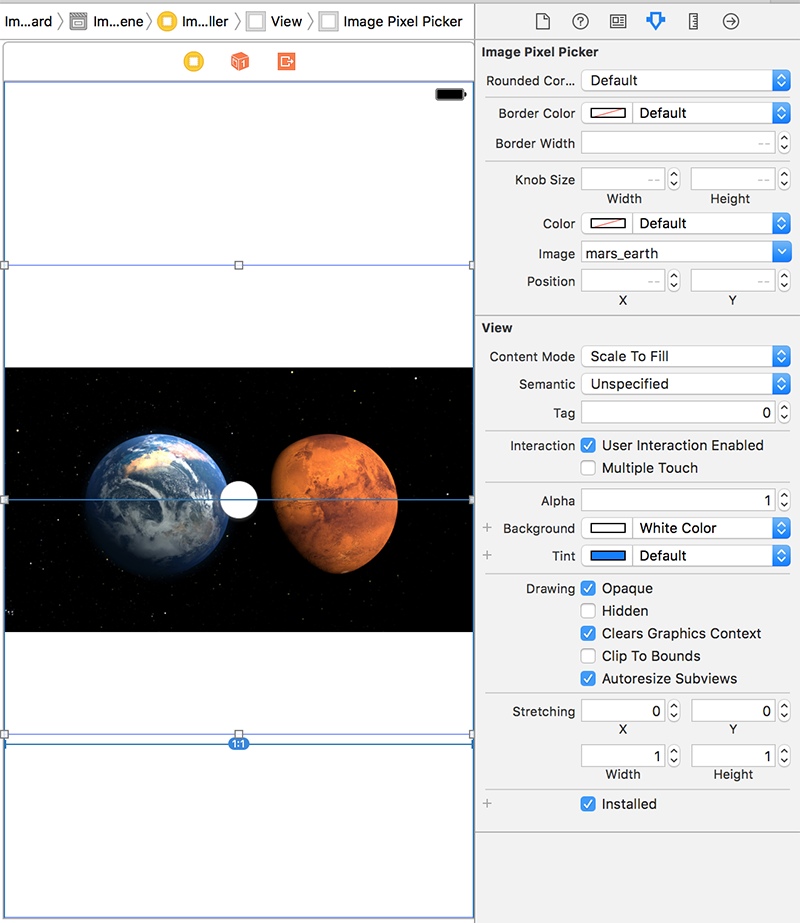 Im...ard Im...ene Im...ller View Image Pixel Picker
Image Pixel Picker
Rounded Cor... Default
Border Color Default
Border Width --
Knob Size -- --
Width Height
Color Default
Image mars_earth
Position -- --
X Y
View
Content Mode Scale To Fill
Semantic Unspecified
Tag 0
Interaction User Interaction Enabled
Multiple Touch
Alpha 1
+ Background White Color
+ Tint Default
Drawing Opaque
Hidden
Clears Graphics Context
Clip To Bounds
Autoresize Subviews
Stretching 0 0
X Y
1 1
Width Height
+ Installed
1:1